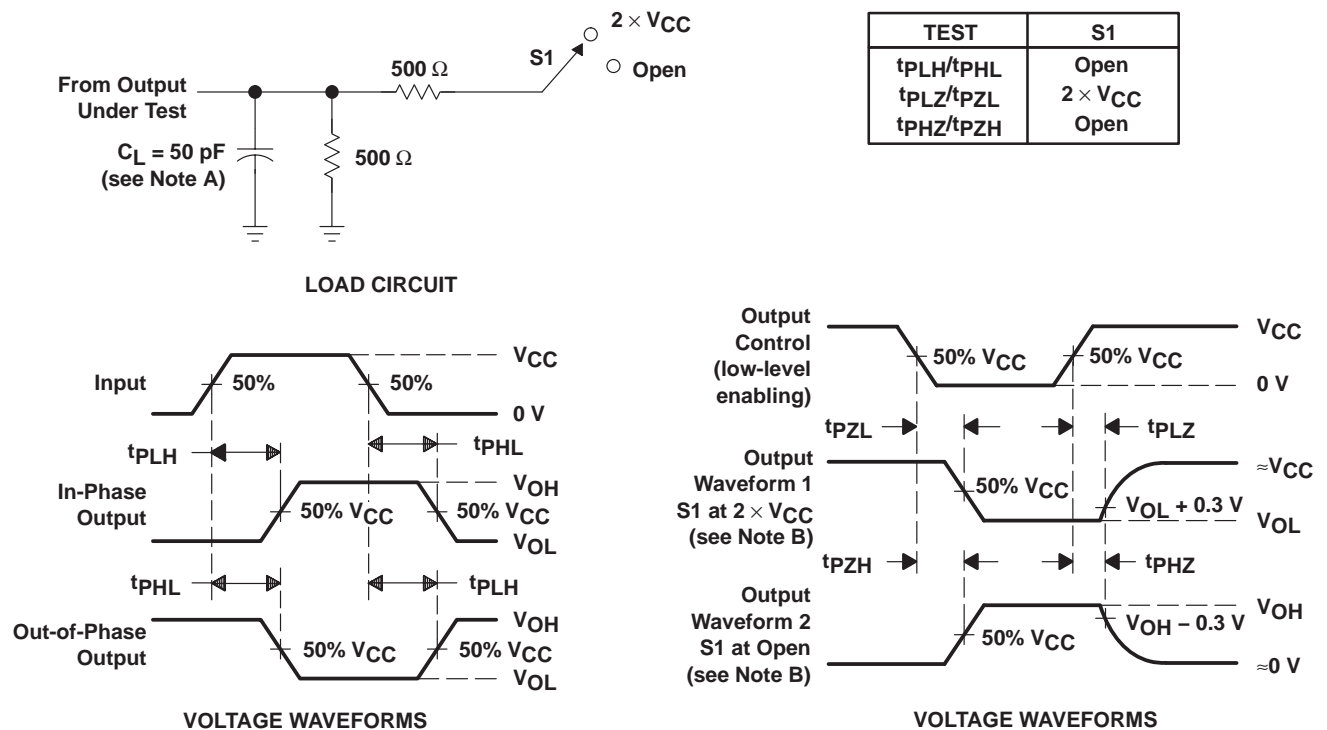 From Output
Under Test
CL = 50 pF
(see Note A)
500 Ω
500 Ω
S1
2 × VCC
Open
LOAD CIRCUIT
TEST S1
tPLH/tPHL Open
tPLZ/tPZL 2 × VCC
tPHZ/tPZH Open
Input
50%
50%
VCC
0 V
tPLH
tPHL
In-Phase
Output
50% VCC
50% VCC
VOH
VOL
tPHL
tPLH
Out-of-Phase
Output
50% VCC
50% VCC
VOH
VOL
VOLTAGE WAVEFORMS
Output
Control
(low-level
enabling)
50% VCC
50% VCC
VCC
0 V
tPZL
tPLZ
Output
Waveform 1
S1 at 2 × VCC
(see Note B)
50% VCC
VOL + 0.3 V
≈VCC
VOL
tPZH
tPHZ
Output
Waveform 2
S1 at Open
(see Note B)
50% VCC
VOH − 0.3 V
VOH
≈0 V
VOLTAGE WAVEFORMS